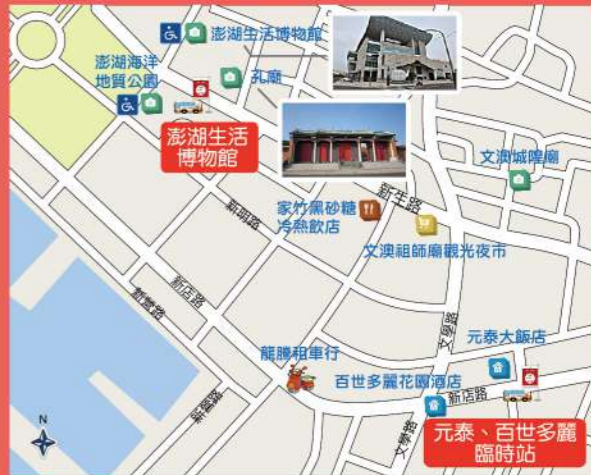 澎湖生活博物館
澎湖海洋
地質公園
孔廟
澎湖生活
博物館
文澳城隍廟
新生路
家竹黑砂糖
冷熱飲店
文澳祖師廟觀光夜市
新明路
新店路
新營路
文學路
元泰大飯店
龍騰租車行
百世多麗花園酒店
新店路
元泰、百世多麗
臨時站
N